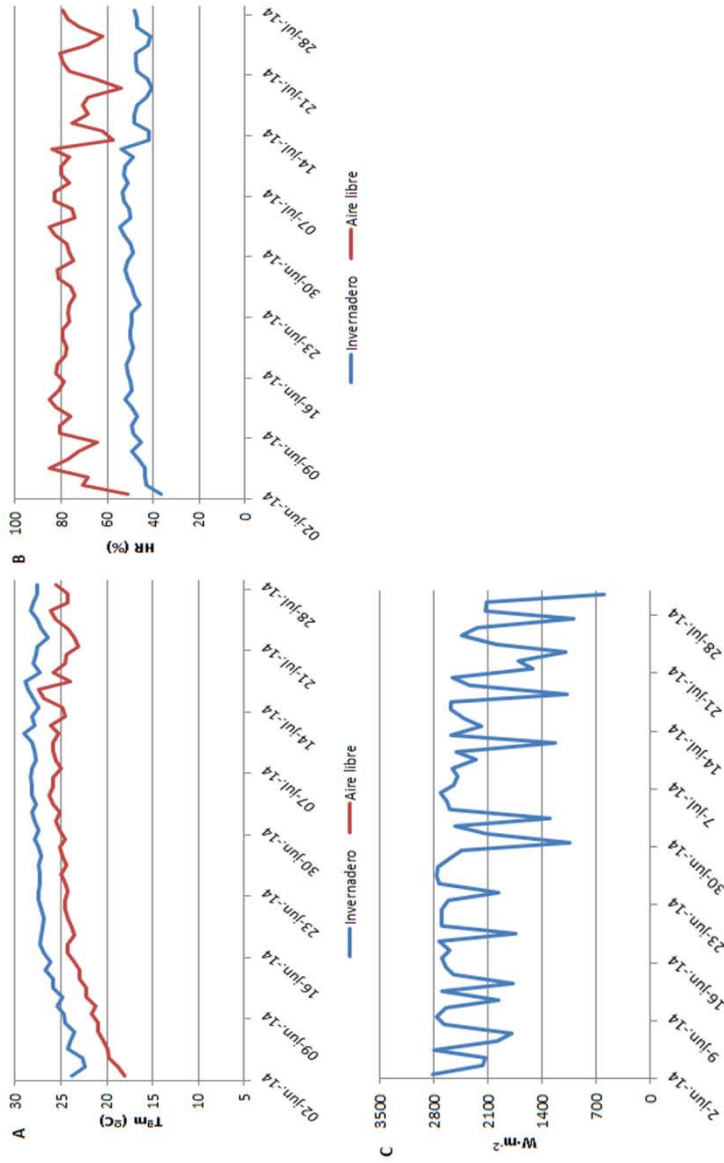 A
30
25
20
15
10
5
Tªm (ºC)
02-jun.-14
09-jun.-14
16-jun.-14
23-jun.-14
30-jun.-14
07-jul.-14
14-jul.-14
21-jul.-14
28-jul.-14
Invernadero
Aire libre
B
100
80
60
40
20
0
HR (%)
02-jun.-14
09-jun.-14
16-jun.-14
23-jun.-14
30-jun.-14
07-jul.-14
14-jul.-14
21-jul.-14
28-jul.-14
Invernadero
Aire libre
C
3500
2800
2100
1400
700
0
W·m-2
2-jun.-14
9-jun.-14
16-jun.-14
23-jun.-14
30-jun.-14
7-jul.-14
14-jul.-14
21-jul.-14
28-jul.-14